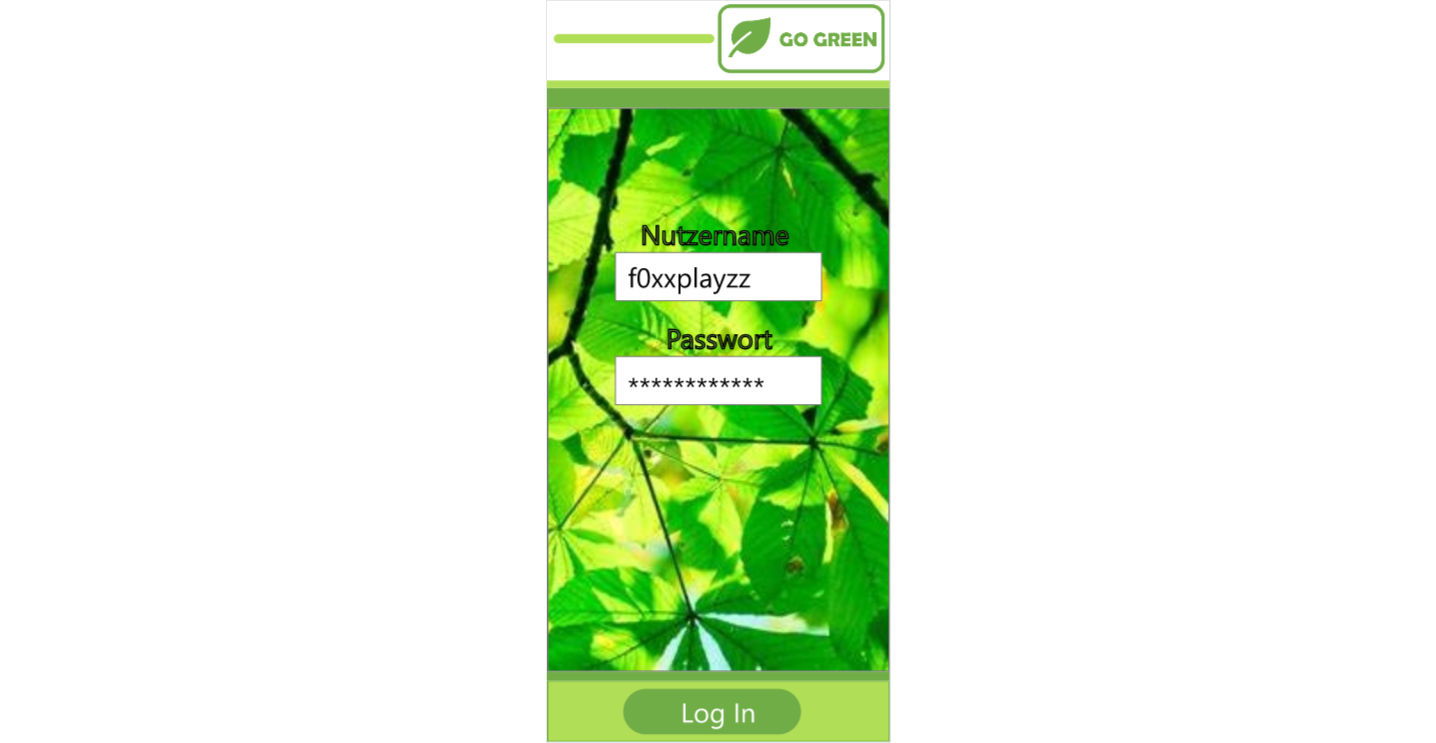 GO GREEN
Nutzername
f0xxplayzz
Passwort
************
Log In